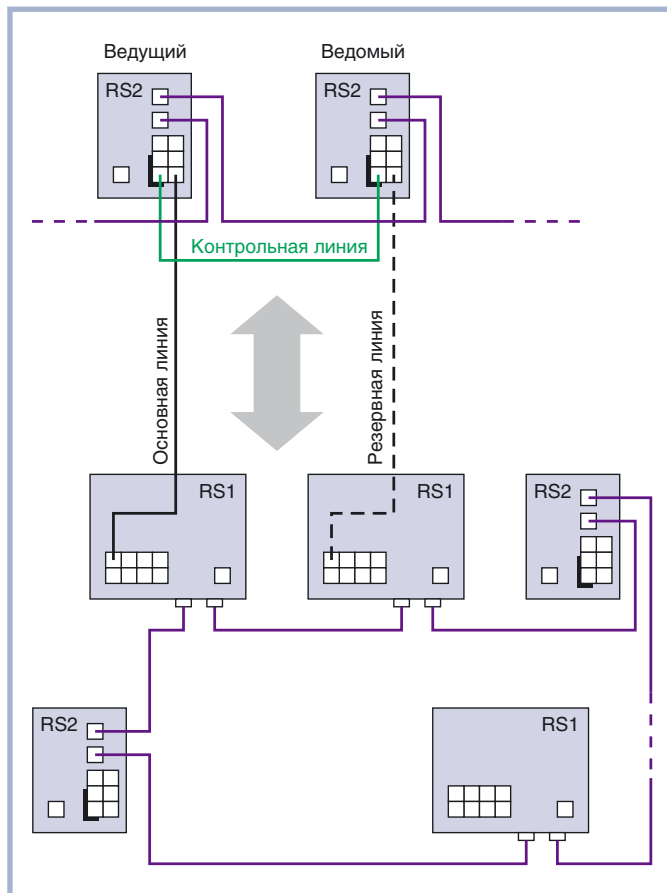 Ведущий
Ведомый
RS2
RS2
Контрольная линия
Основная линия
Резервная линия
RS1
RS1
RS2
RS2
RS1